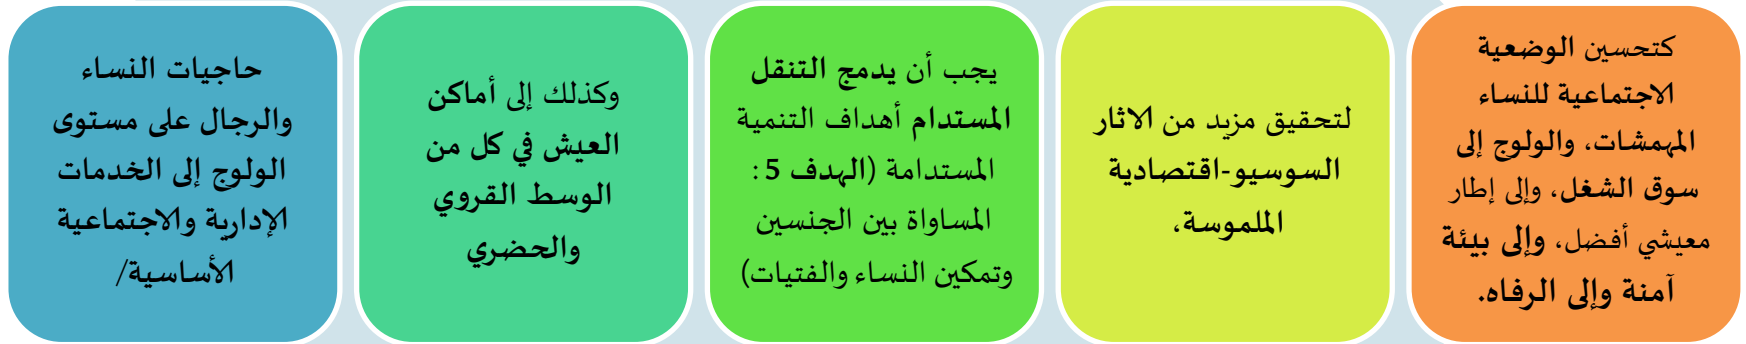 حاجيات النساء
والرجال على مستوى
الولوج إلى الخدمات
الإدارية والاجتماعية
الأساسية/
وكذلك إلى أماكن
العيش في كل من
الوسط القروي
والحضري
يجب أن يدمج التنقل
المستدام أهداف التنمية
المستدامة (الهدف 5 :
المساواة بين الجنسين
وتمكين النساء والفتيات)
لتحقيق مزيد من الاثار
السوسيو-اقتصادية
الملموسة،
كتحسين الوضعية
الاجتماعية للنساء
المهمشات، والولوج إلى
سوق الشغل، وإلى إطار
معيشي أفضل، وإلى بيئة
آمنة وإلى الرفاه.